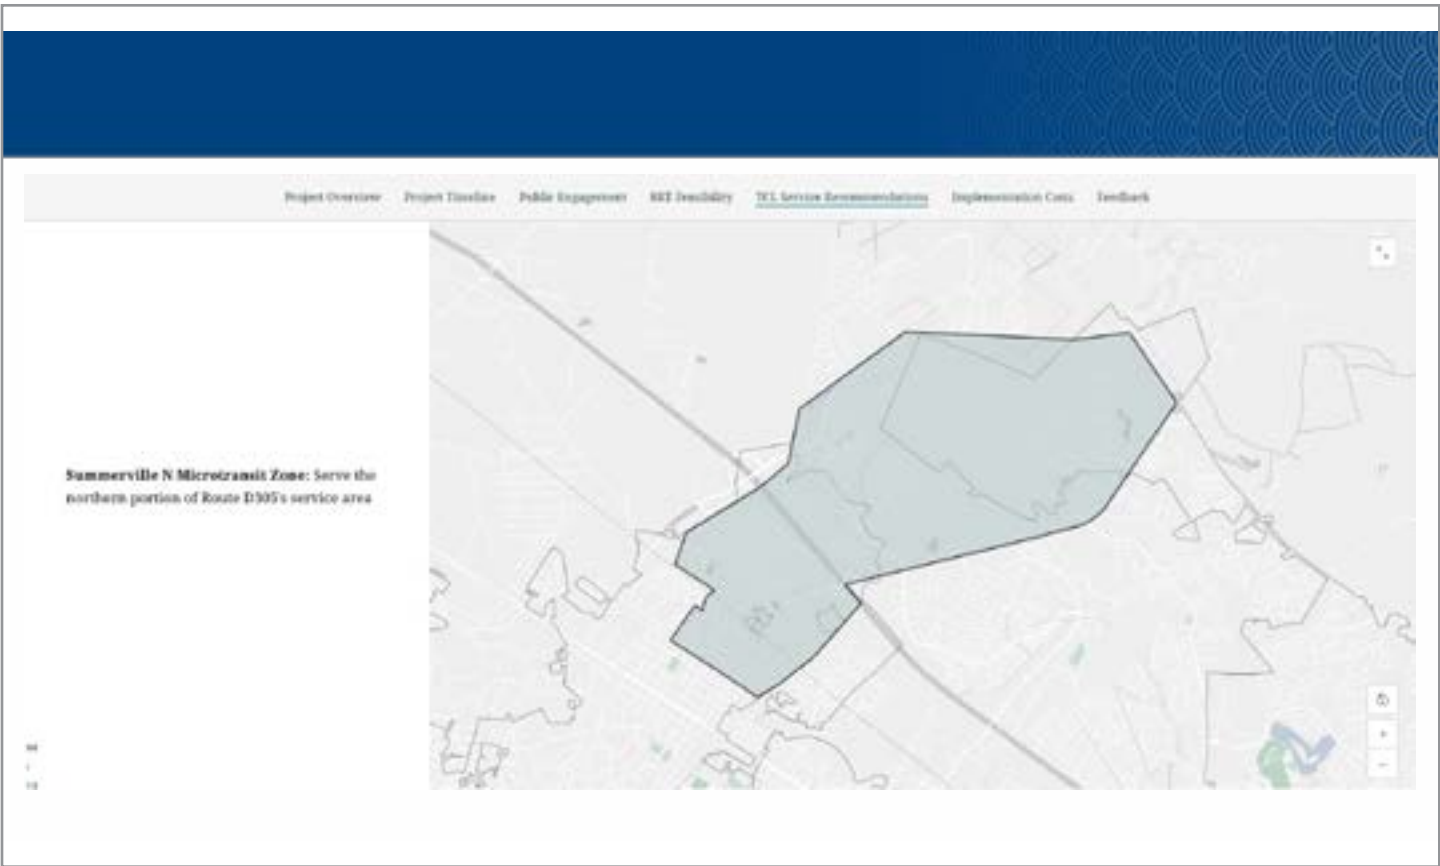 Project Overview Project Timeline Public Engagement BRT Feasibility TCL Service Recommendations Implementation Costs Feedback
Summerville N Microtransit Zone: Serve the
northern portion of Route D305's service area